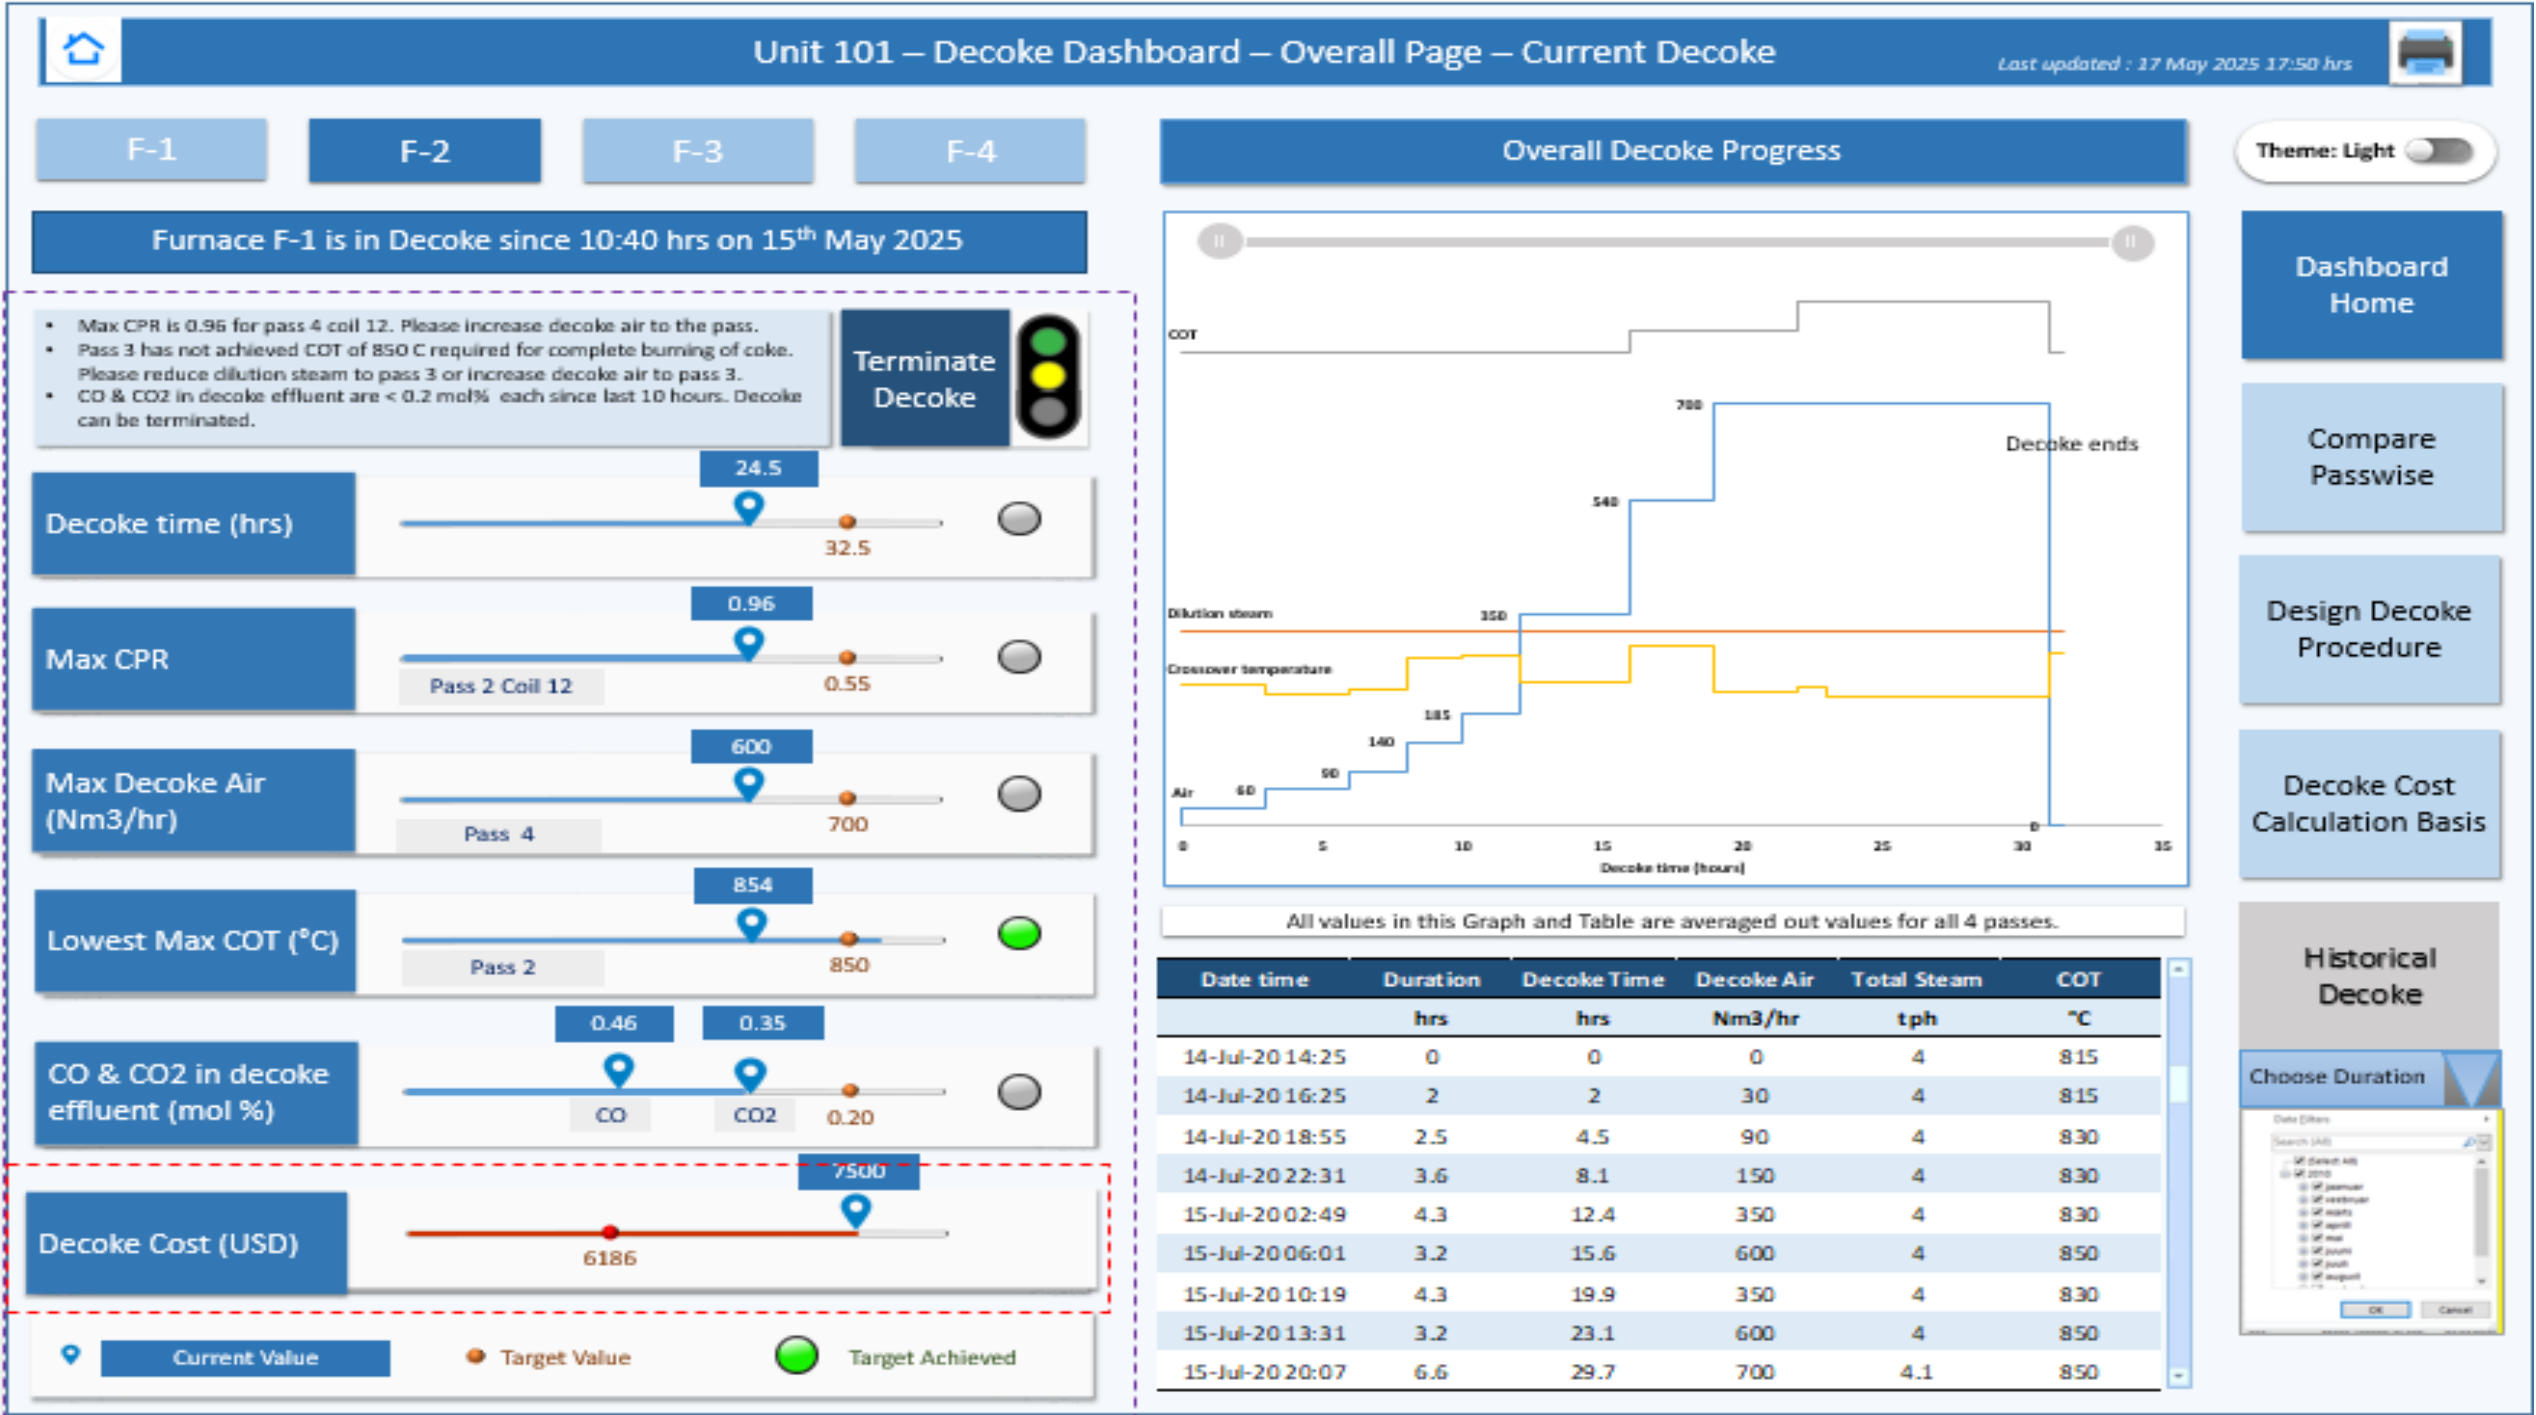 Unit 101 – Decoke Dashboard – Overall Page – Current Decoke
Last updated : 17 May 2025 17:50 hrs
F-1
F-2
F-3
F-4
Overall Decoke Progress
Theme: Light
Furnace F-1 is in Decoke since 10:40 hrs on 15th May 2025
• Max CPR is 0.96 for pass 4 coil 12. Please increase decoke air to the pass.
• Pass 3 has not achieved COT of 850 C required for complete burning of coke.
Please reduce dilution steam to pass 3 or increase decoke air to pass 3.
• CO & CO2 in decoke effluent are < 0.2 mol% each since last 10 hours. Decoke
can be terminated.
Terminate
Decoke
24.5
Decoke time (hrs)
32.5
0.96
Max CPR
Pass 2 Coil 12
0.55
600
Max Decoke Air
(Nm3/hr)
Pass 4
700
854
Lowest Max COT (°C)
Pass 2
850
0.46
0.35
CO & CO2 in decoke
effluent (mol %)
CO
CO2
0.20
7500
Decoke Cost (USD)
6186
Current Value
Target Value
Target Achieved
COT
700
Decoke ends
540
Dilution steam
350
Crossover temperature
185
140
90
Air
60
0
0 5 10 15 20 25 30 35
Decoke time (hours)
All values in this Graph and Table are averaged out values for all 4 passes.
Date time Duration Decoke Time Decoke Air Total Steam COT
hrs hrs Nm3/hr tph °C
14-Jul-20 14:25 0 0 0 4 815
14-Jul-20 16:25 2 2 30 4 815
14-Jul-20 18:55 2.5 4.5 90 4 830
14-Jul-20 22:31 3.6 8.1 150 4 830
15-Jul-20 02:49 4.3 12.4 350 4 830
15-Jul-20 06:01 3.2 15.6 600 4 850
15-Jul-20 10:19 4.3 19.9 350 4 830
15-Jul-20 13:31 3.2 23.1 600 4 850
15-Jul-20 20:07 6.6 29.7 700 4.1 850
Dashboard
Home
Compare
Passwise
Design Decoke
Procedure
Decoke Cost
Calculation Basis
Historical
Decoke
Choose Duration
Date Filters
Search (All)
(Select All)
2010
jaanuar
veebruar
märts
aprill
mai
juuni
juuli
august
OK
Cancel